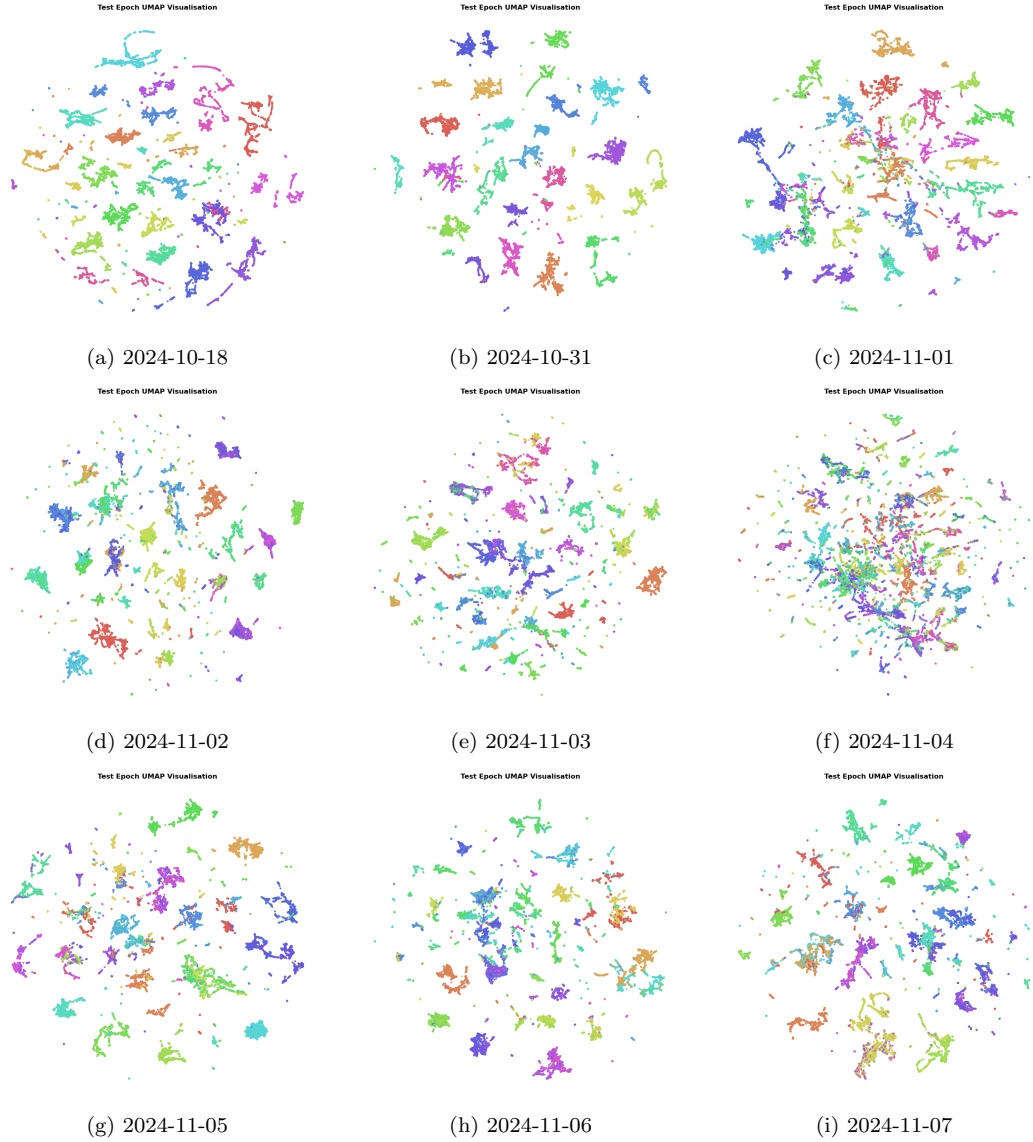 Test Epoch UMAP Visualisation
Test Epoch UMAP Visualisation
Test Epoch UMAP Visualisation
(a) 2024-10-18
(b) 2024-10-31
(c) 2024-11-01
Test Epoch UMAP Visualisation
Test Epoch UMAP Visualisation
Test Epoch UMAP Visualisation
(d) 2024-11-02
(e) 2024-11-03
(f) 2024-11-04
Test Epoch UMAP Visualisation
Test Epoch UMAP Visualisation
Test Epoch UMAP Visualisation
(g) 2024-11-05
(h) 2024-11-06
(i) 2024-11-07